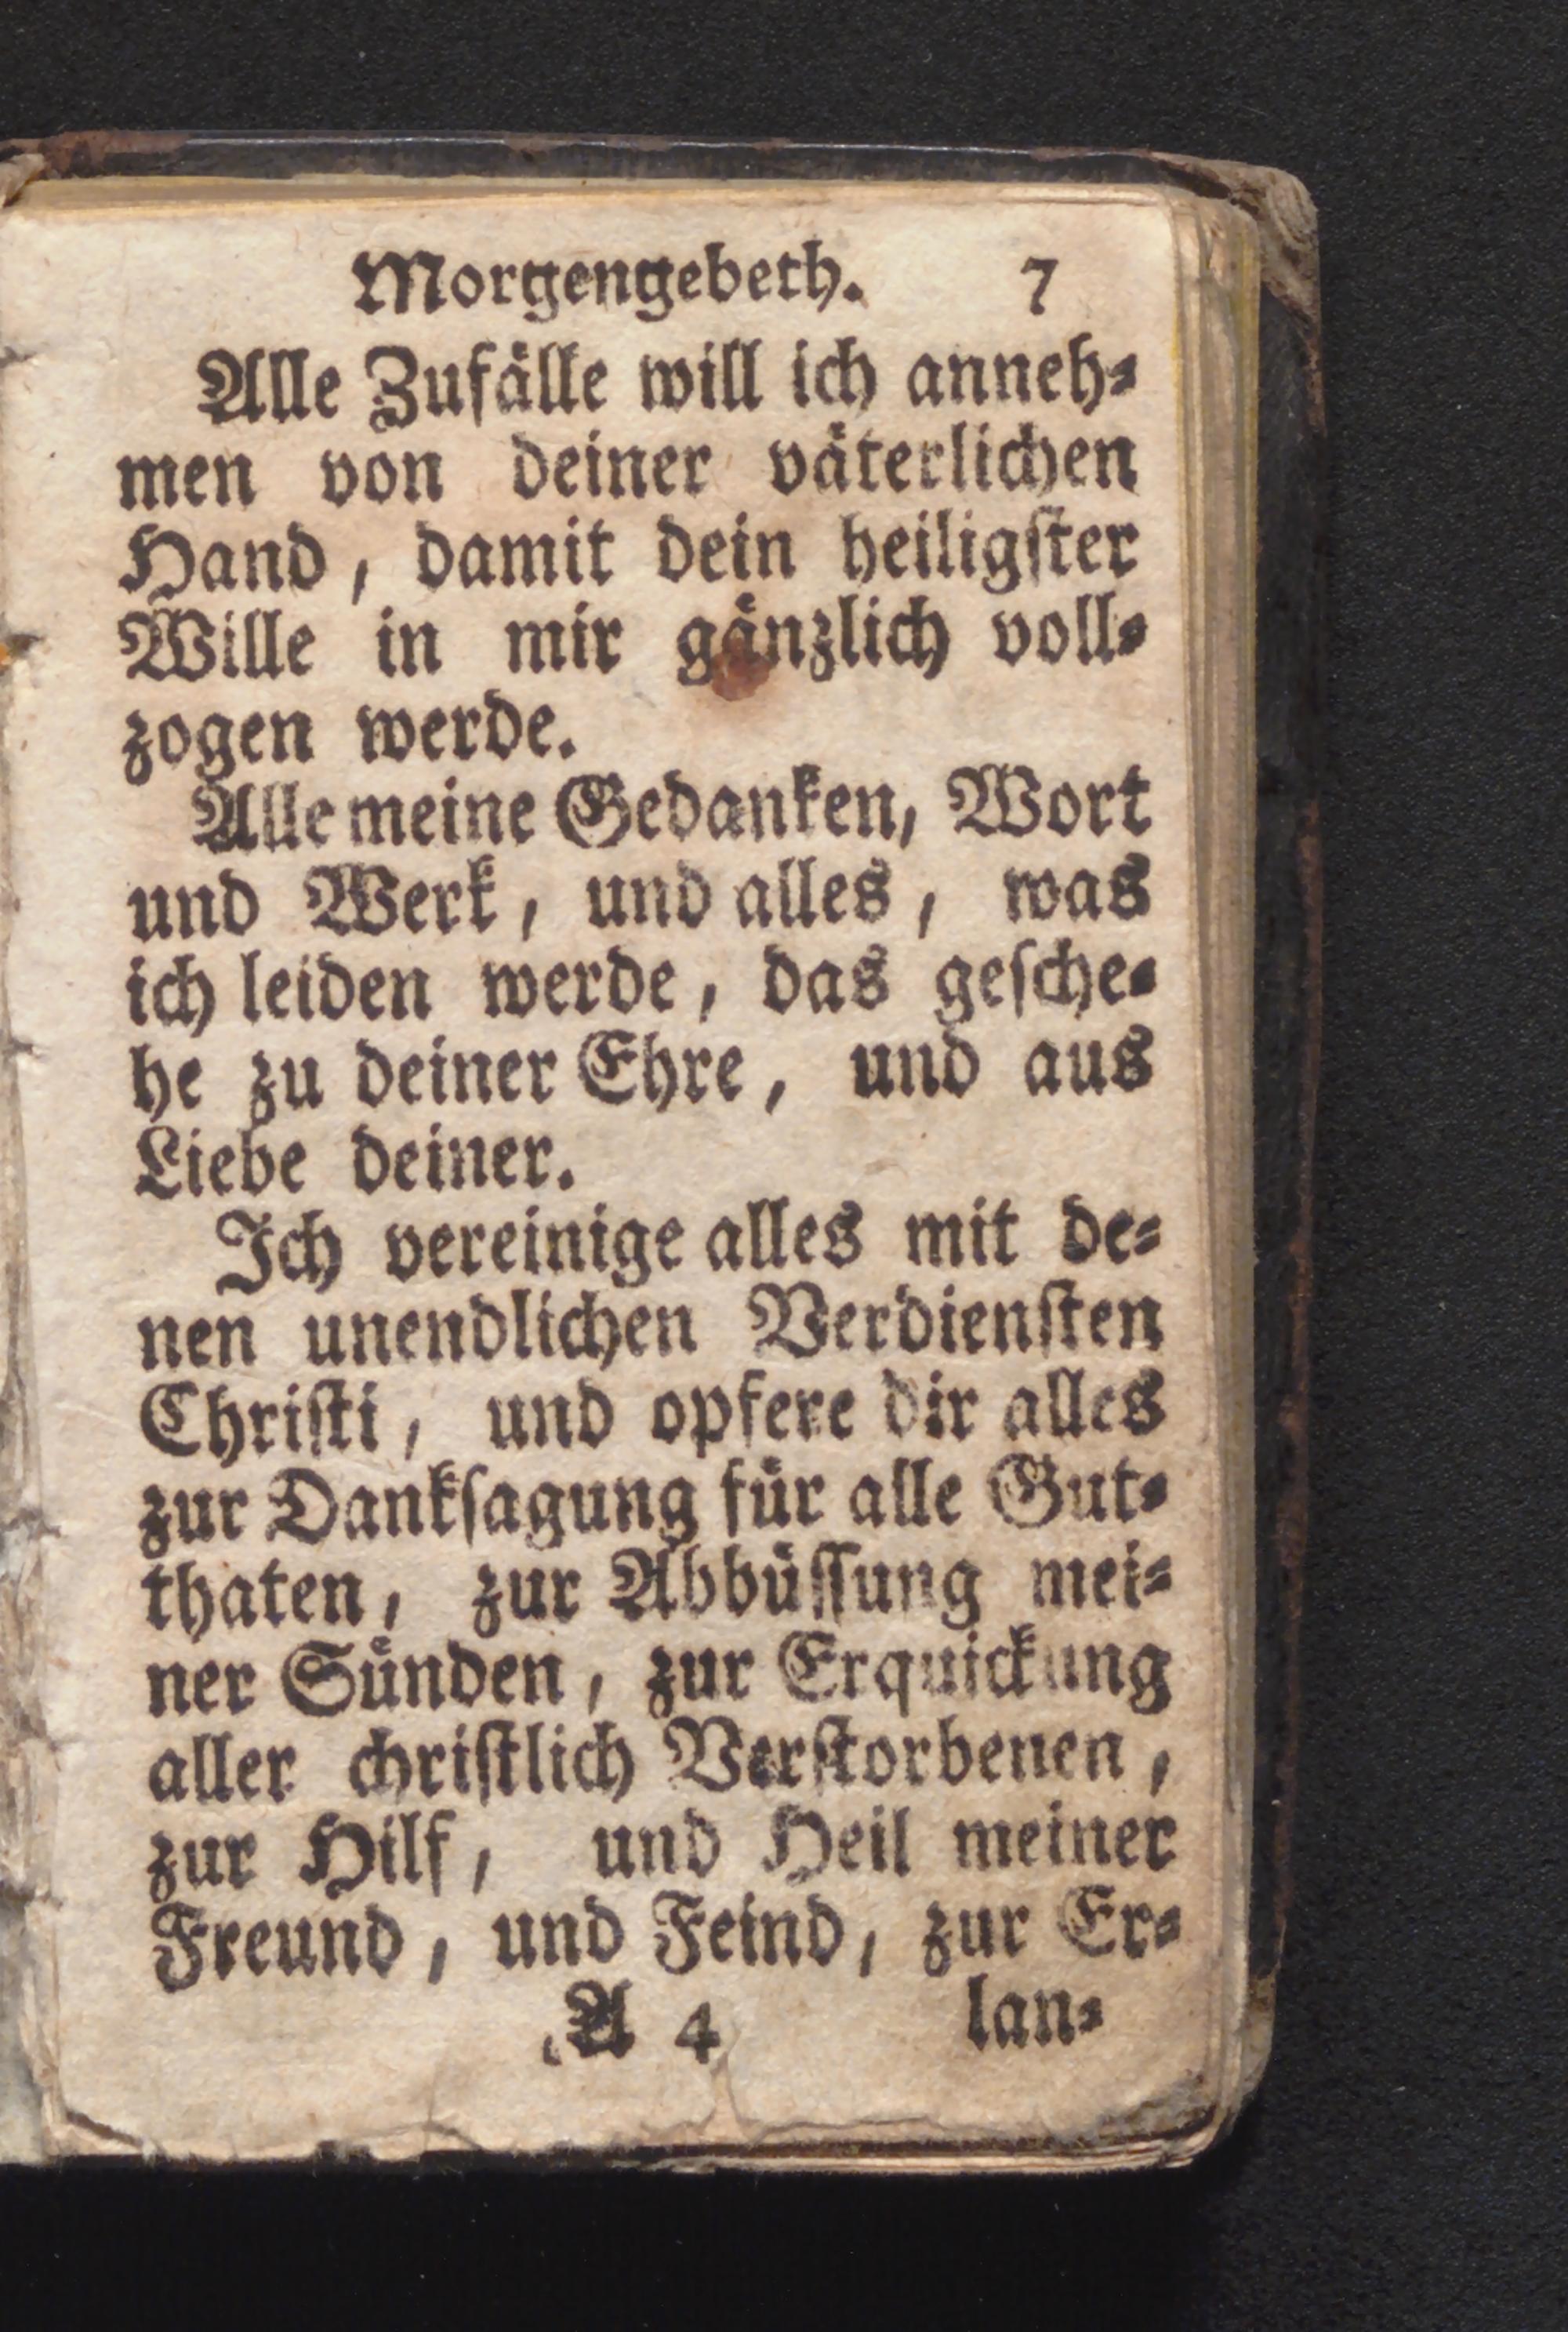 Morgengebeth. 7
Alle Zufälle will ich anneh⸗
men von deiner väterlichen
Hand, damit dein heiligſter
Wille in mir gänzlich voll⸗
zogen werde.
Alle meine Gedanken, Wort
und Werk, und alles, was
ich leiden werde, das geſche⸗
he zu deiner Ehre, und aus
Liebe deiner.
Ich vereinige alles mit de⸗
nen unendlichen Verdienſten
Chriſti, und opfere dir alles
zur Dankſagung für alle Gut⸗
thaten, zur Abbüſſung mei⸗
ner Sünden, zur Erquickung
aller chriſtlich Verſtorbenen,
zur Hilf, und Heil meiner
Freund, und Feind, zur Er⸗
A 4 lan⸗